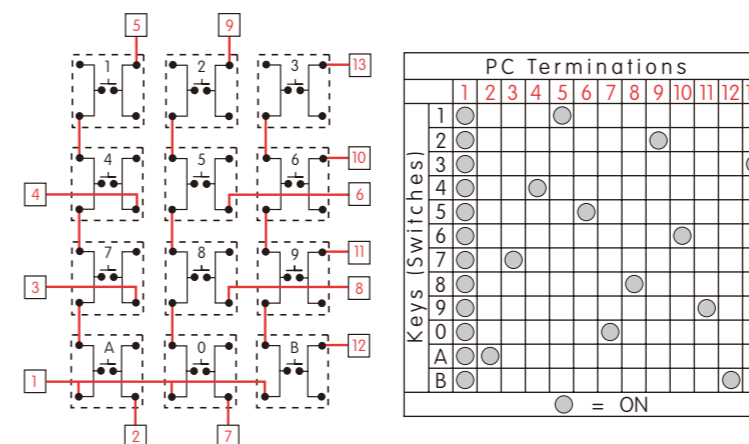 5 9
1 2 3 13
4 5 6 10
4 6
7 8 9 11
3 8
A 0 B 12
1
2 7
PC Terminations
1 2 3 4 5 6 7 8 9 10 11 12
Keys (Switches)
1
2
3
4
5
6
7
8
9
0
A
B
= ON